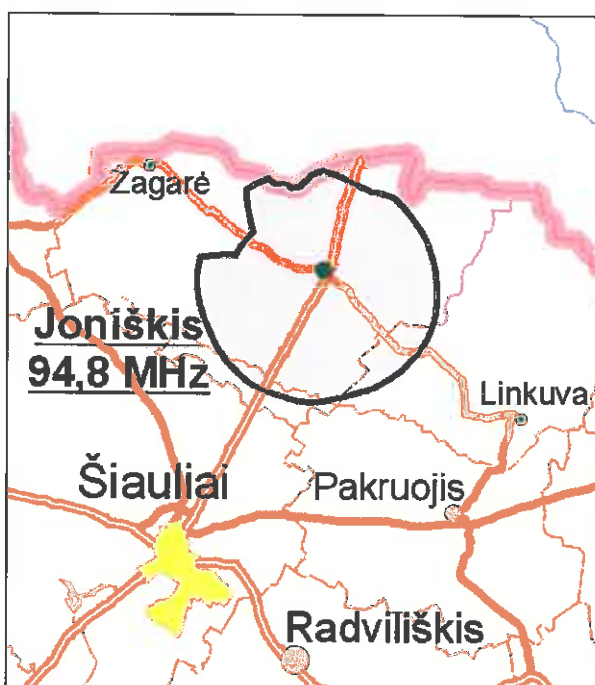 Žagarė
Joniškis
94,8 MHz
Linkuva
Šiauliai
Pakruojis
Radviliškis